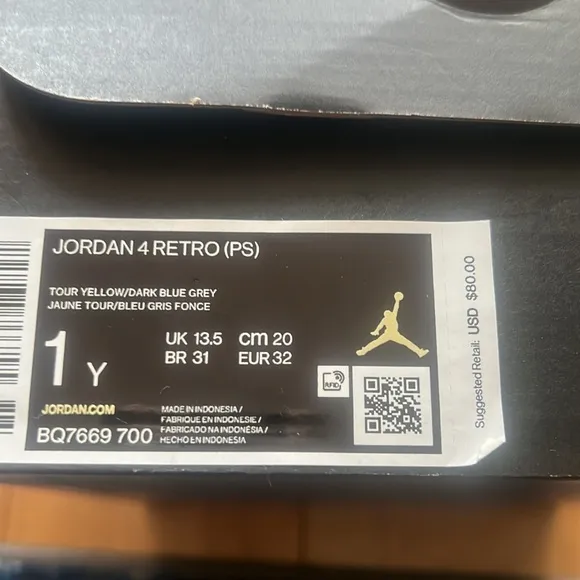 JORDAN 4 RETRO (PS)
TOUR YELLOW/DARK BLUE GREY
JAUNE TOUR/BLEU GRIS FONCE
1 Y
UK 13.5 cm 20
BR 31 EUR 32
RFID
JORDAN.COM
BQ7669 700
MADE IN INDONESIA /
FABRIQUE EN INDONESIE /
FABRICADO NA INDONÉSIA /
HECHO EN INDONESIA
Suggested Retail: USD $80.00